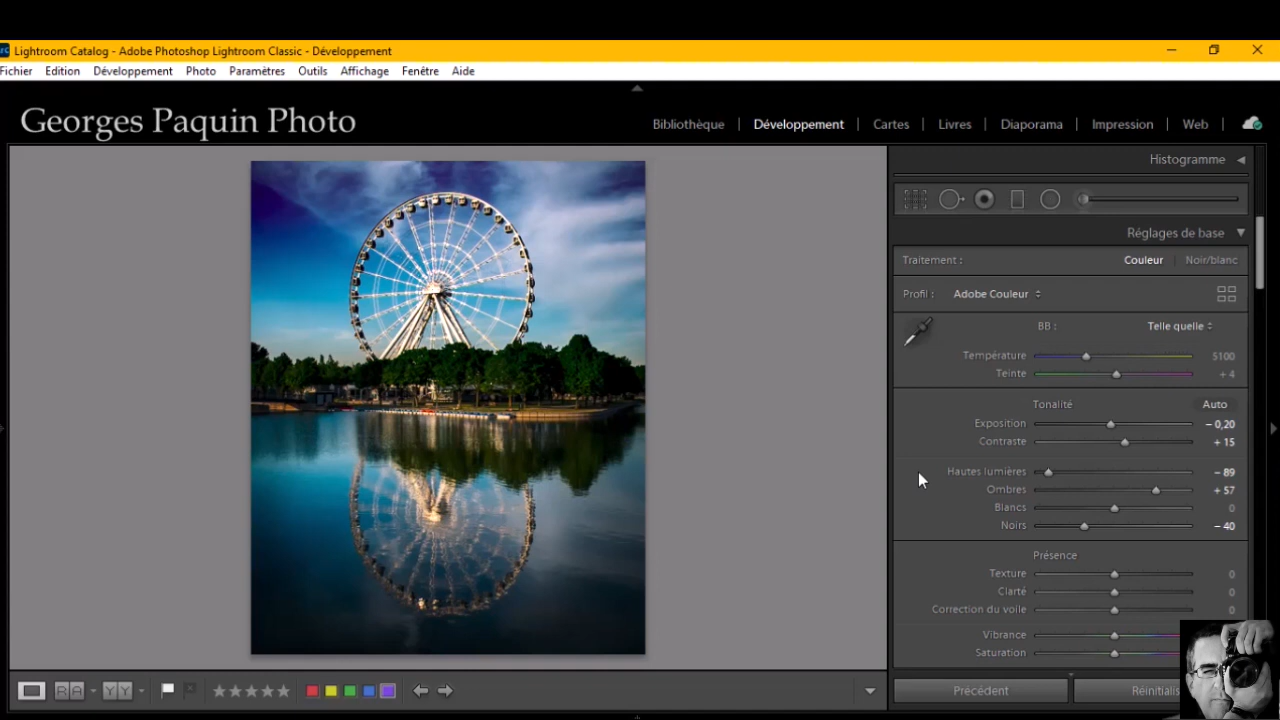 Lightroom Catalog - Adobe Photoshop Lightroom Classic - Développement
Fichier Edition Développement Photo Paramètres Outils Affichage Fenêtre Aide
Georges Paquin Photo
Bibliothèque | Développement | Cartes | Livres | Diaporama | Impression | Web |
Histogramme
Réglages de base
Traitement : Couleur | Noir/blanc
Profil : Adobe Couleur
BB : Telle quelle
Température 5100
Teinte + 4
Tonalité Auto
Exposition – 0,20
Contraste + 15
Hautes lumières – 89
Ombres + 57
Blancs 0
Noirs – 40
Présence
Texture 0
Clarté 0
Correction du voile 0
Vibrance
Saturation
RA YY
Précédent